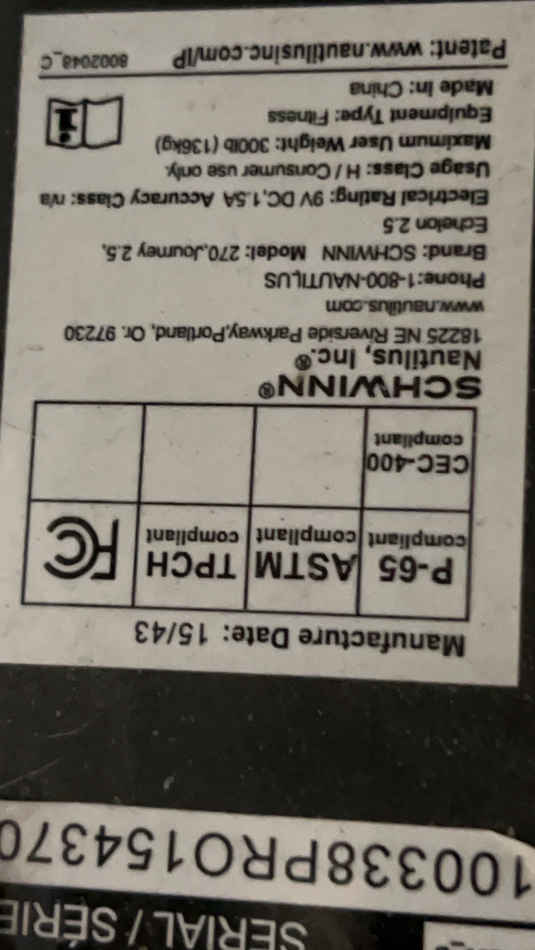 SERIAL / SÉRIE
100338PRO154370
Manufacture Date: 15/43
P-65 compliant
ASTM compliant
TPCH compliant
FC
CEC-400 compliant
SCHWINN®
Nautilus, Inc.®
18225 NE Riverside Parkway,Portland, Or. 97230
www.nautilus.com
Phone:1-800-NAUTILUS
Brand: SCHWINN Model: 270,Journey 2.5,
Echelon 2.5
Electrical Rating: 9V DC,1.5A Accuracy Class: n/a
Usage Class: H / Consumer use only.
Maximum User Weight: 300lb (136kg)
Equipment Type: Fitness
Made In: China
Patent: www.nautilusinc.com/IP 8002048_C